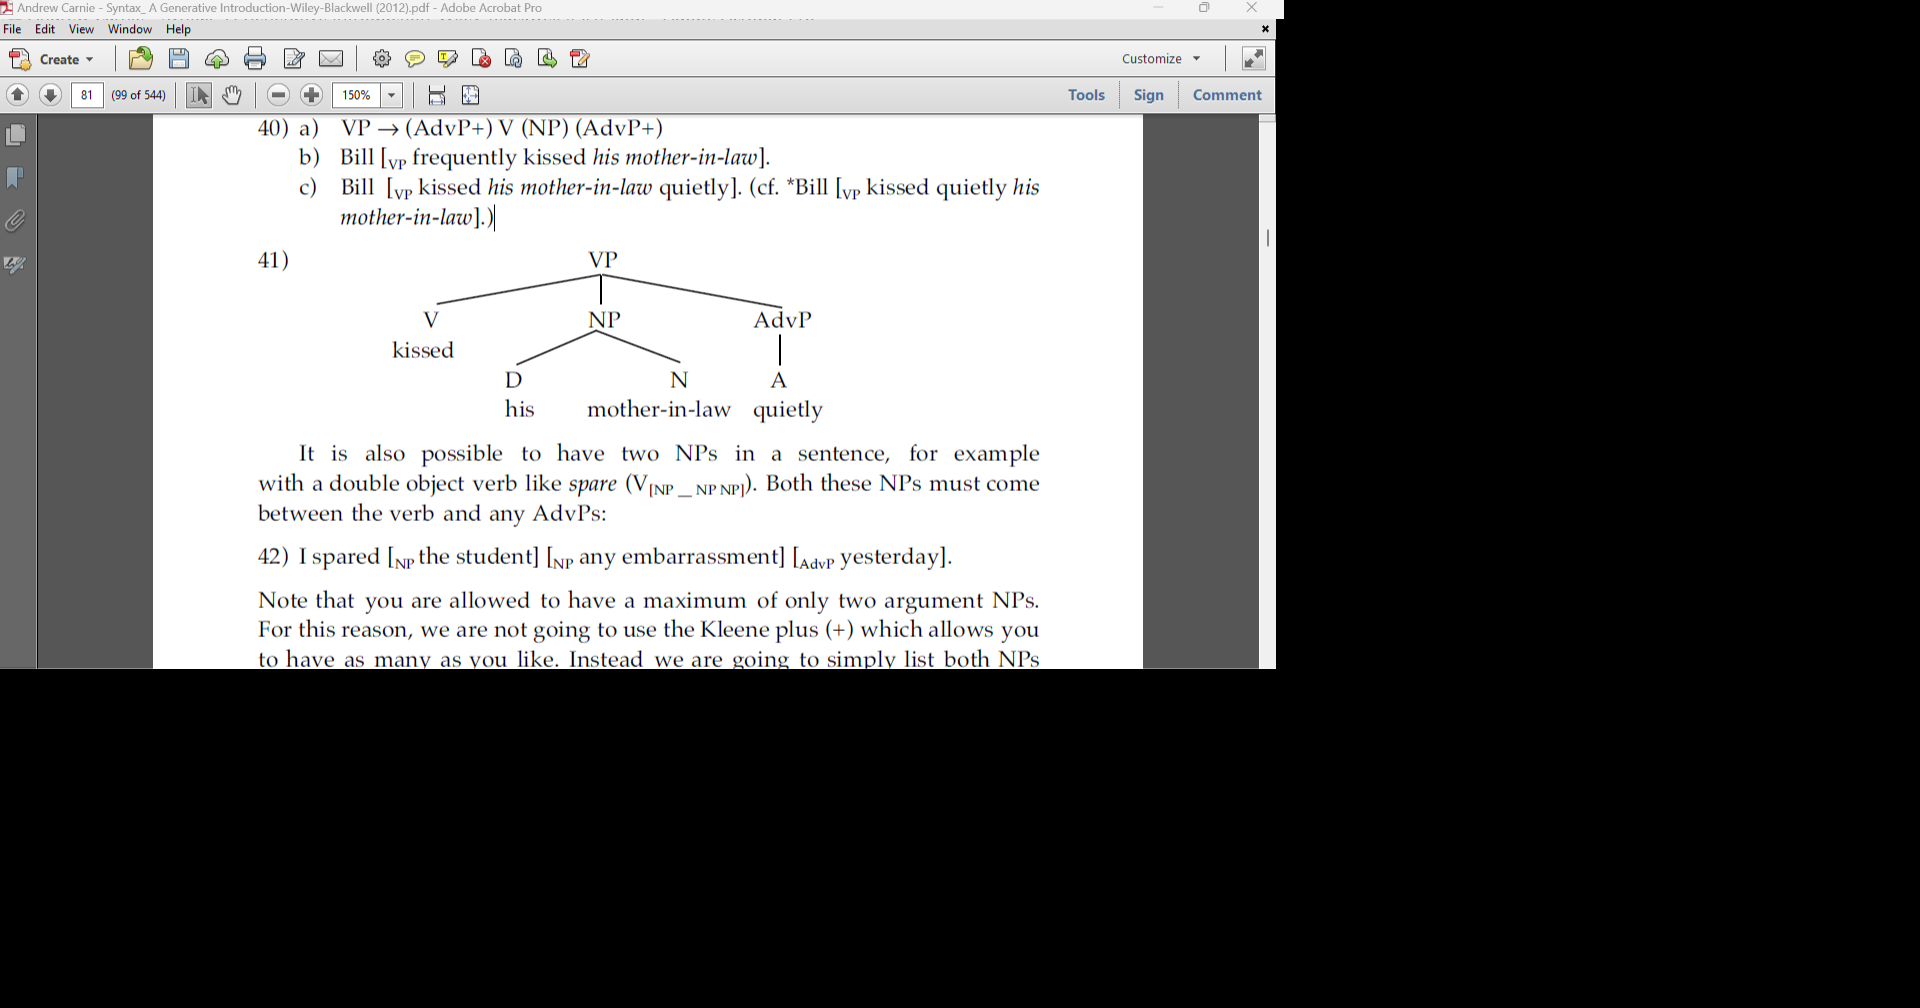 Andrew Carnie - Syntax_ A Generative Introduction-Wiley-Blackwell (2012).pdf - Adobe Acrobat Pro
File Edit View Window Help
Create Customize
81 (99 of 544) 150% Tools Sign Comment
40) a) VP → (AdvP+) V (NP) (AdvP+)
b) Bill [VP frequently kissed his mother-in-law].
c) Bill [VP kissed his mother-in-law quietly]. (cf. *Bill [VP kissed quietly his
mother-in-law].)
41) VP
V NP AdvP
kissed
D N A
his mother-in-law quietly
It is also possible to have two NPs in a sentence, for example
with a double object verb like spare (V[NP _ NP NP]). Both these NPs must come
between the verb and any AdvPs:
42) I spared [NP the student] [NP any embarrassment] [AdvP yesterday].
Note that you are allowed to have a maximum of only two argument NPs.
For this reason, we are not going to use the Kleene plus (+) which allows you
to have as many as you like. Instead we are going to simply list both NPs